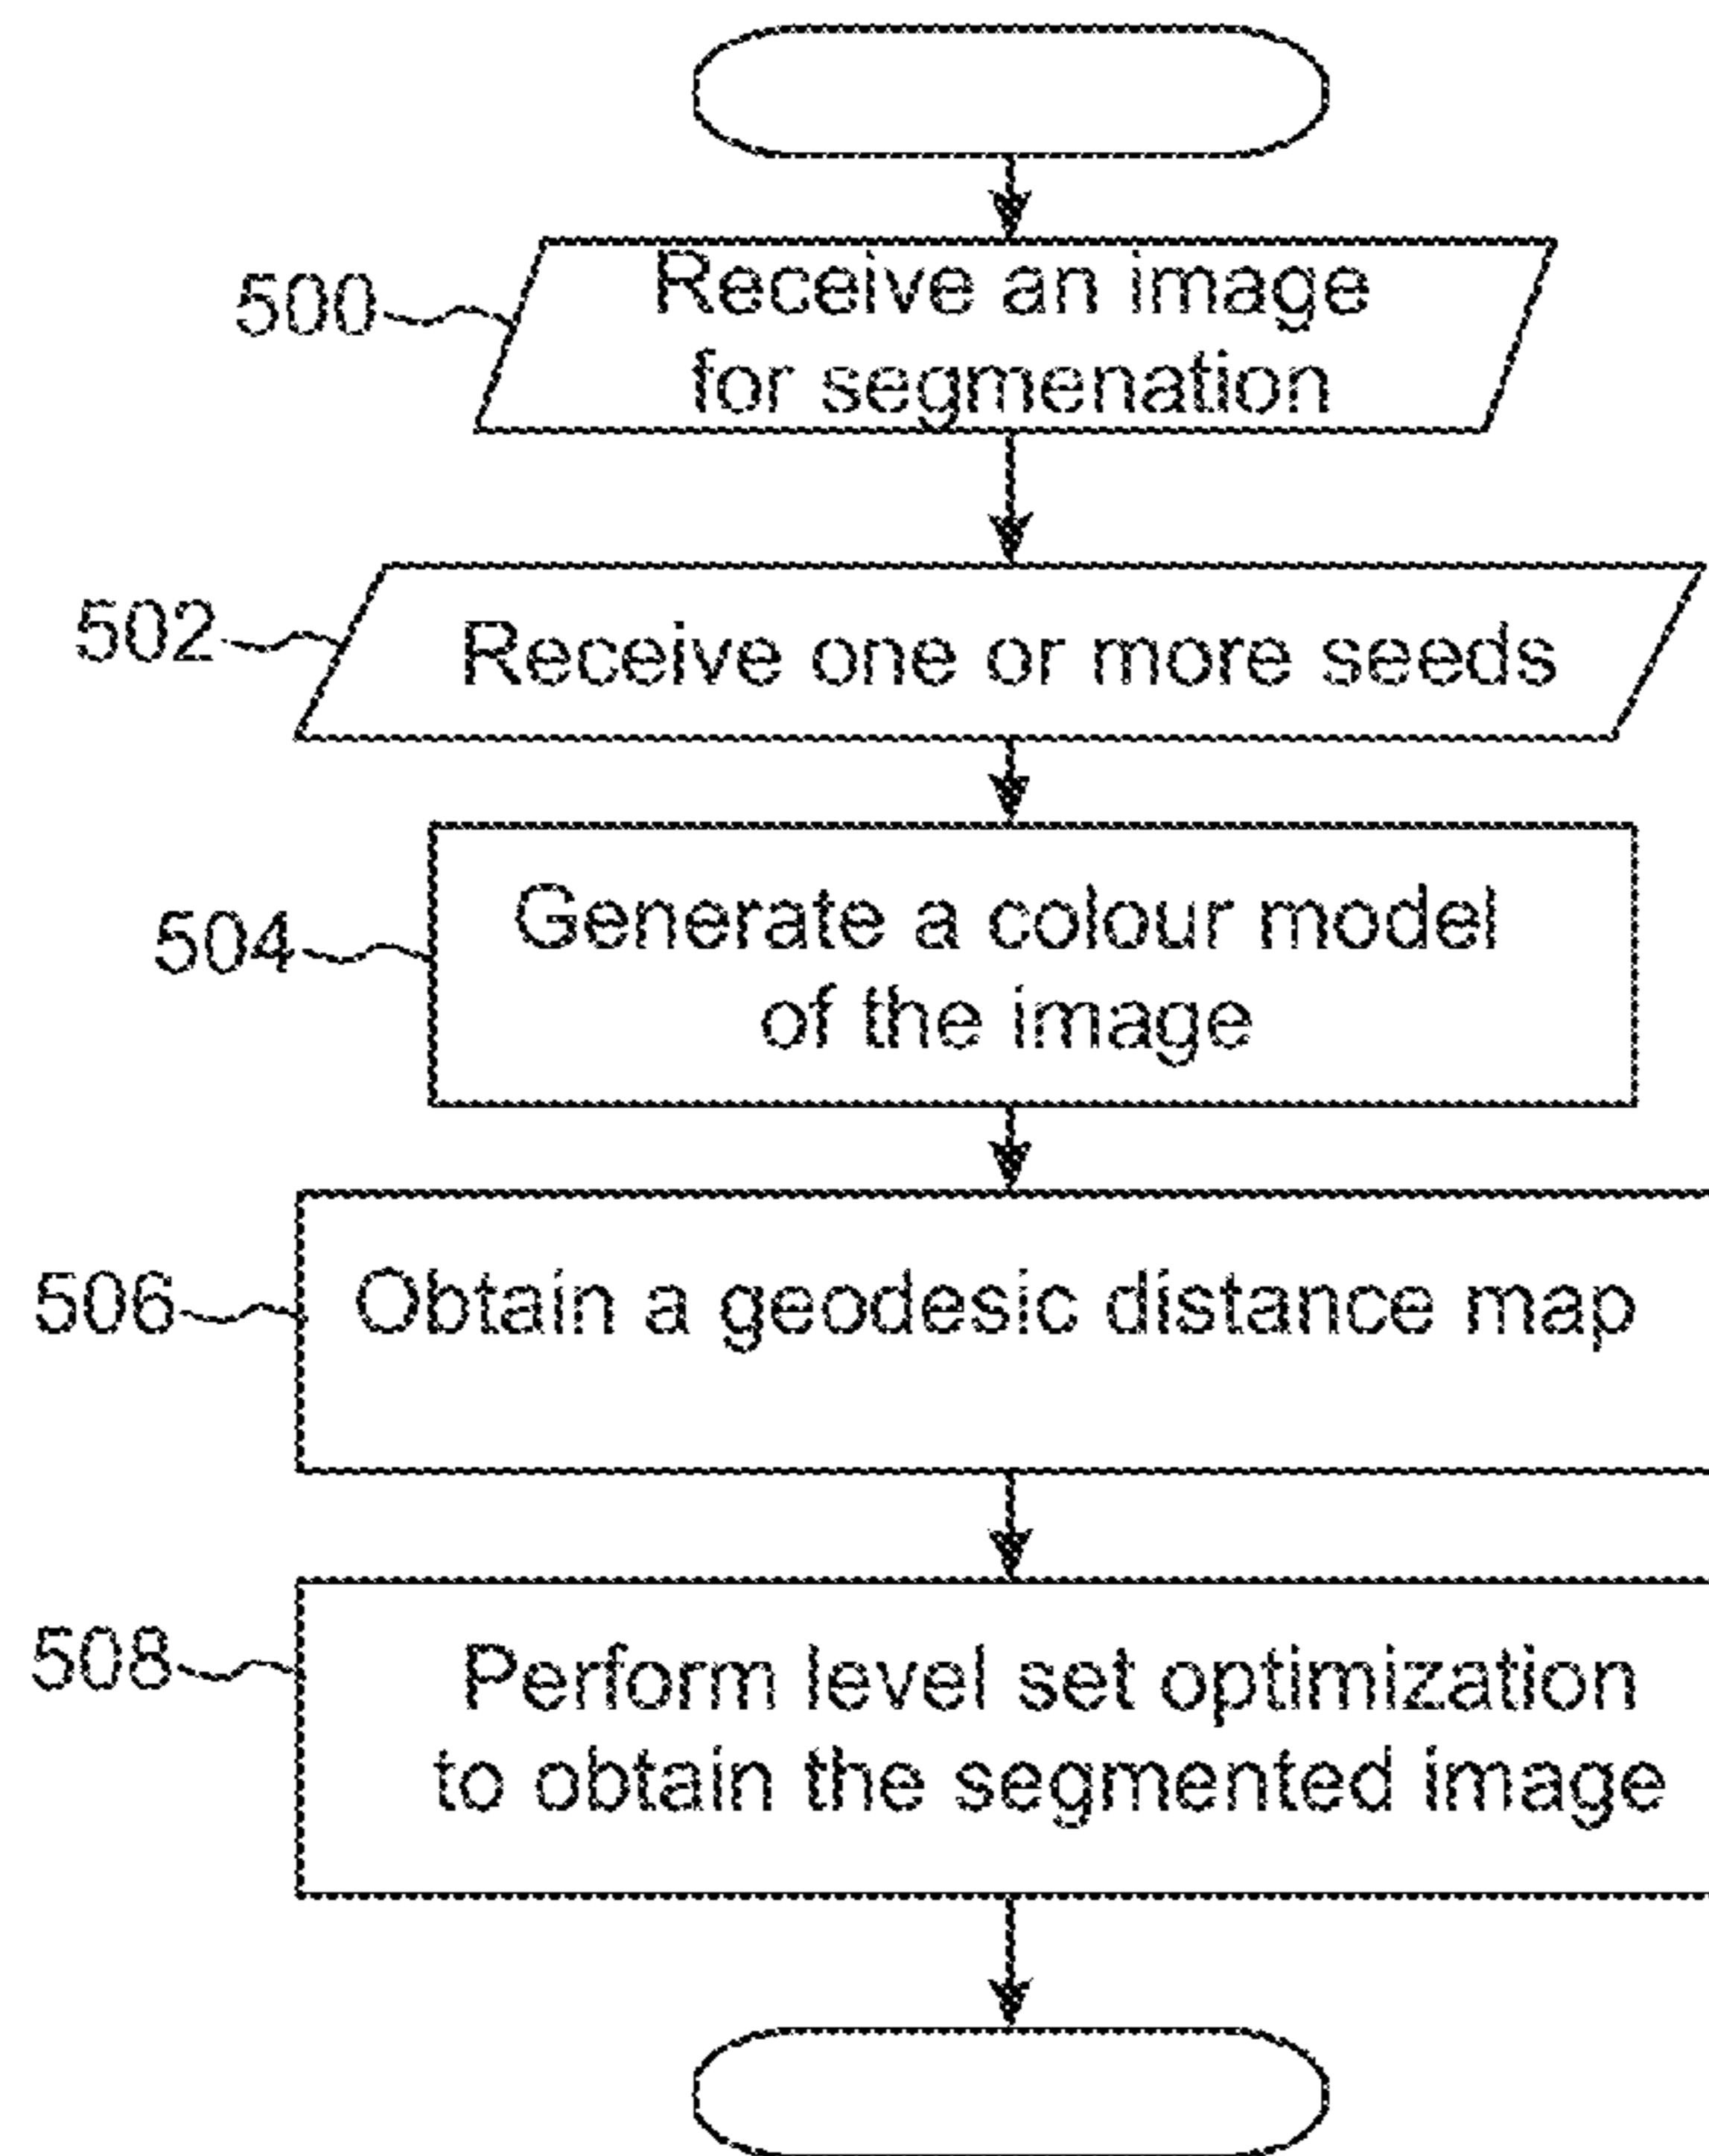 500
Receive an image
for segmenation
502
Receive one or more seeds
504
Generate a colour model
of the image
506
Obtain a geodesic distance map
508
Perform level set optimization
to obtain the segmented image